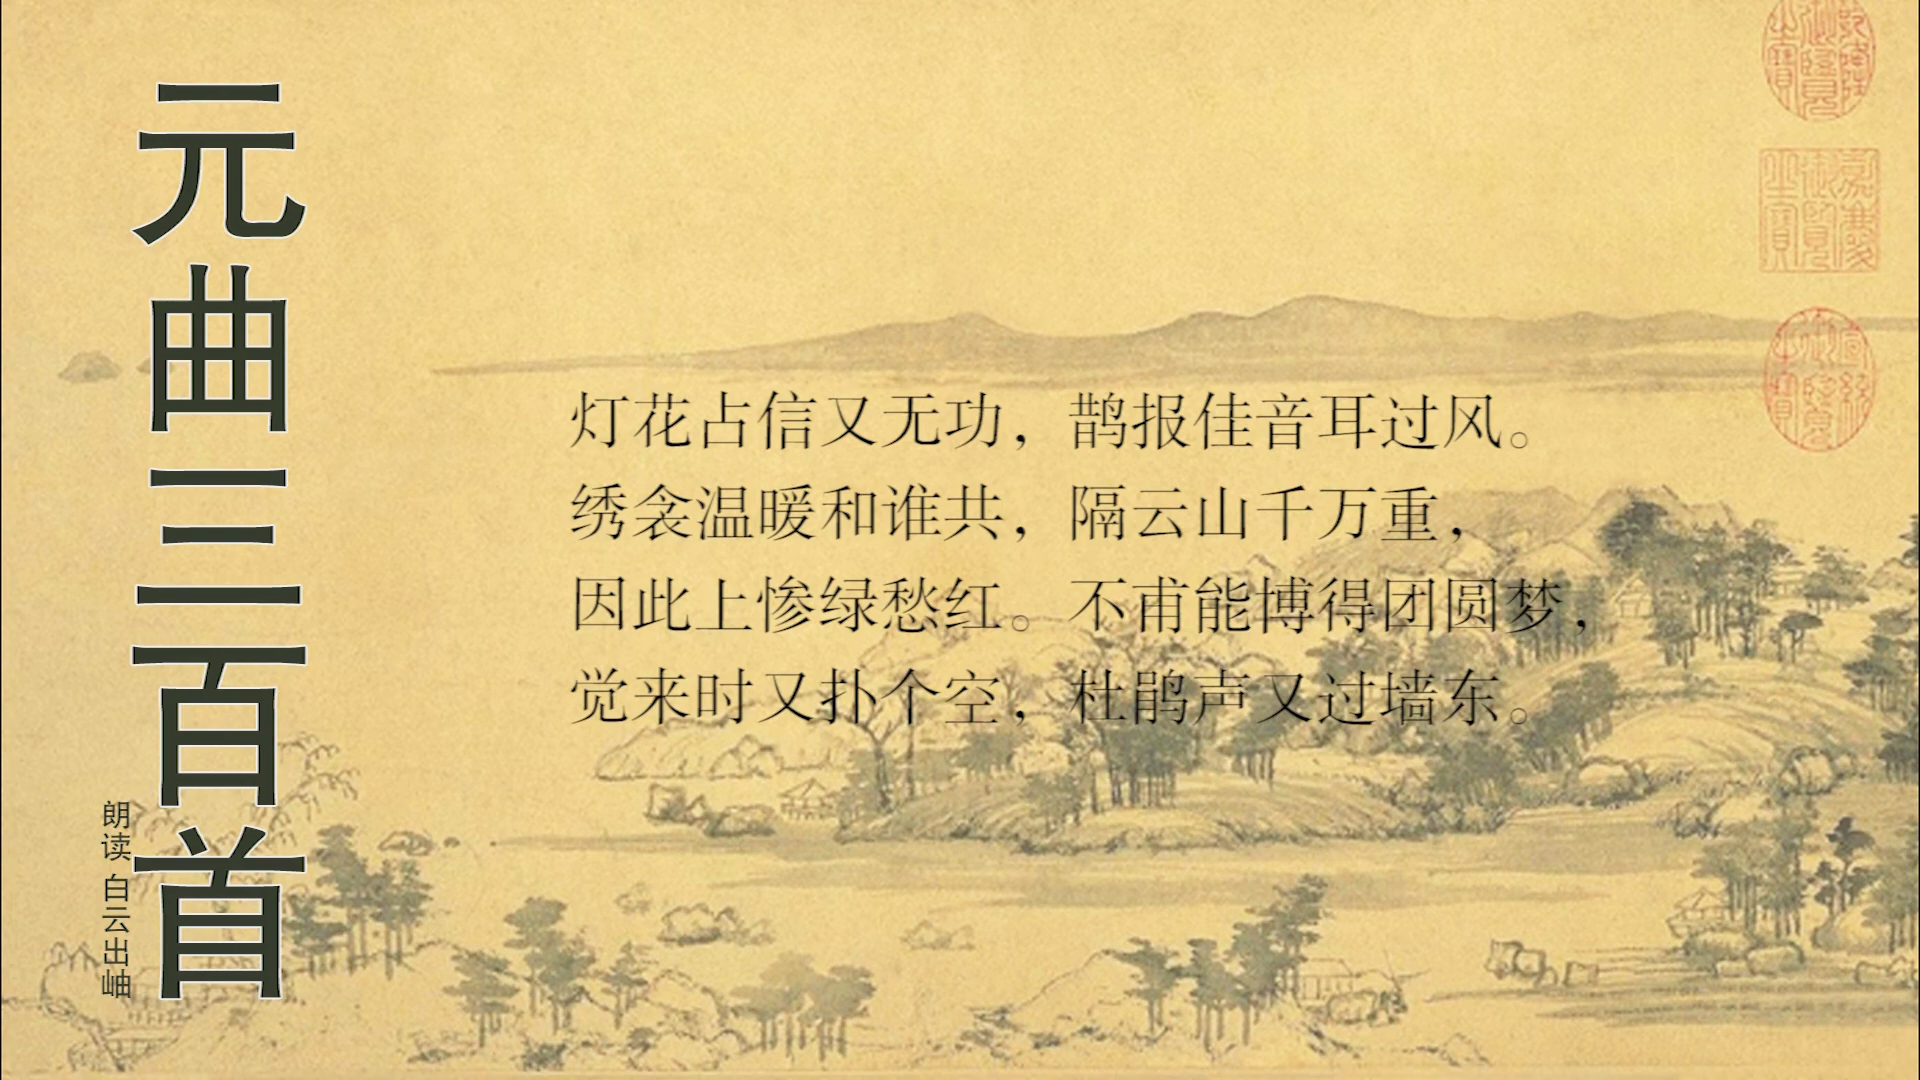 元曲三百首
朗读 白云出岫
灯花占信又无功，鹊报佳音耳过风。
绣衾温暖和谁共，隔云山千万重，
因此上惨绿愁红。不甫能博得团圆梦，
觉来时又扑个空，杜鹃声又过墙东。